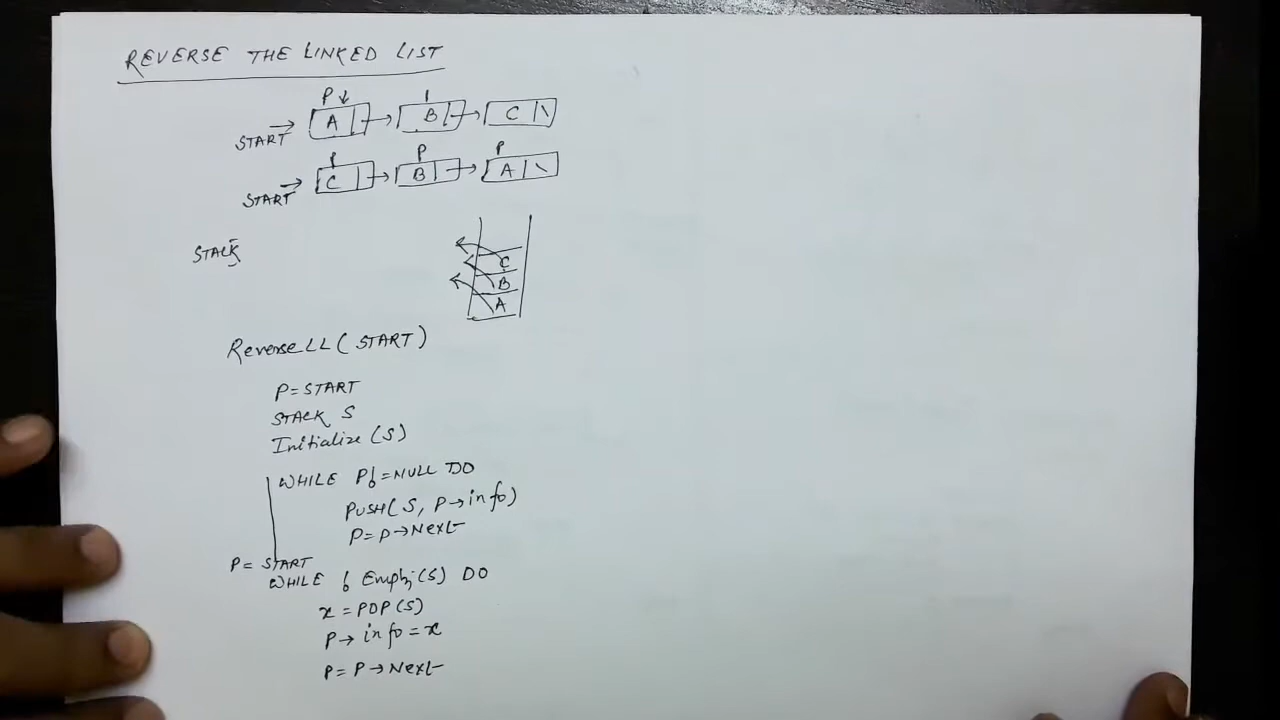 REVERSE THE LINKED LIST
P
START A B C
P P P
START C B A
STACK
C
B
A
ReverseLL(START)
P=START
STACK S
Initialize(S)
WHILE P!=NULL DO
PUSH(S, P→info)
P=P→Next
P= START
WHILE ! Empty(S) DO
x = POP(S)
P→ info=x
P= P→Next